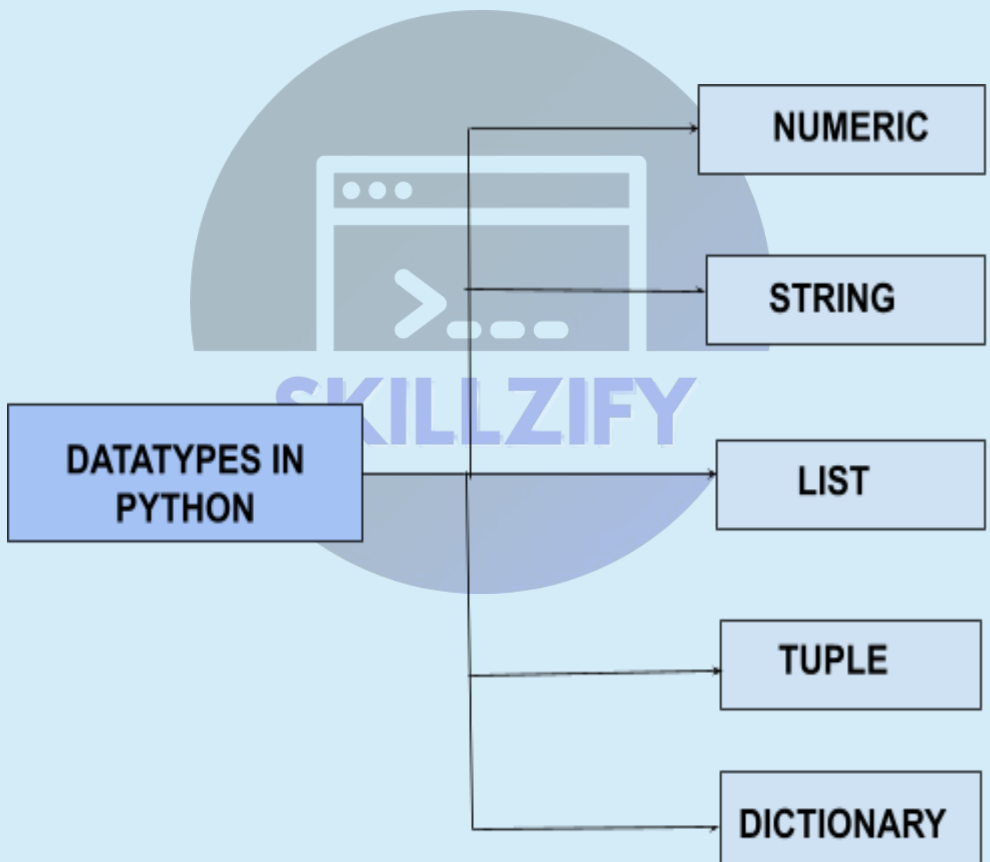 NUMERIC
STRING
SKILLZIFY
DATATYPES IN
PYTHON
LIST
TUPLE
DICTIONARY